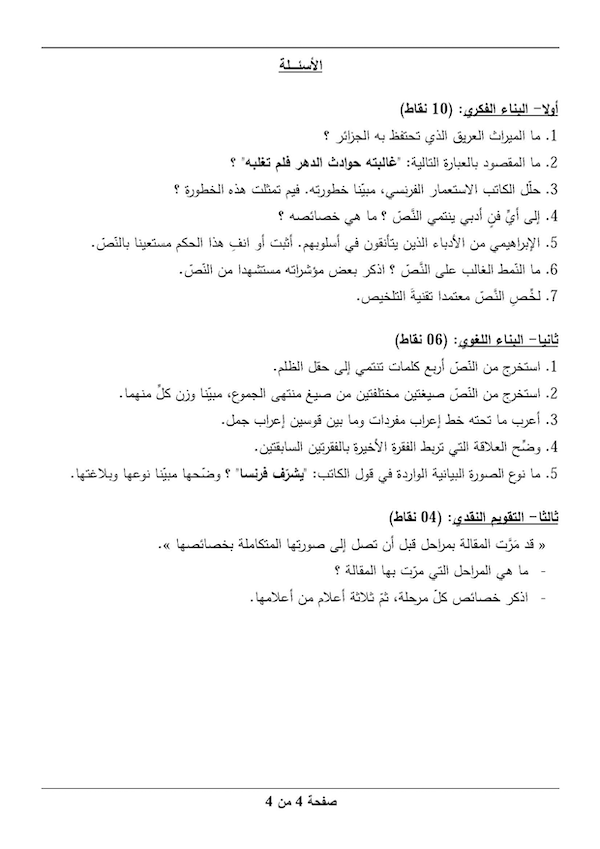 الأسئـــلة
أولا- البناء الفكري: (10 نقاط)
1. ما الميراث العريق الذي تحتفظ به الجزائر ؟
2. ما المقصود بالعبارة التالية: "غالبته حوادث الدهر فلم تغلبه" ؟
3. حلّل الكاتب الاستعمار الفرنسي، مبيّنا خطورته. فيم تمثلت هذه الخطورة ؟
4. إلى أيِّ فنٍ أدبي ينتمي النَّصّ ؟ ما هي خصائصه ؟
5. الإبراهيمي من الأدباء الذين يتأنقون في أسلوبهم. أثبت أو انفِ هذا الحكم مستعينا بالنّصّ.
6. ما النّمط الغالب على النَّصّ ؟ اذكر بعض مؤشراته مستشهدا من النّصّ.
7. لخِّصِ النَّصّ معتمدا تقنيةَ التلخيص.
ثانيا- البناء اللغوي: (06 نقاط)
1. استخرج من النّصّ أربع كلمات تنتمي إلى حقل الظلم.
2. استخرج من النّصّ صيغتين مختلفتين من صيغ منتهى الجموع، مبيّنا وزن كلٍّ منهما.
3. أعرب ما تحته خط إعراب مفردات وما بين قوسين إعراب جمل.
4. وضِّح العلاقة التي تربط الفقرة الأخيرة بالفقرتين السابقتين.
5. ما نوع الصورة البيانية الواردة في قول الكاتب: "يشرّف فرنسا" ؟ وضّحها مبيّنا نوعها وبلاغتها.
ثالثا- التقويم النقدي: (04 نقاط)
« قد مَرَّت المقالة بمراحل قبل أن تصل إلى صورتها المتكاملة بخصائصها ».
- ما هي المراحل التي مرّت بها المقالة ؟
- اذكر خصائص كلّ مرحلة، ثمّ ثلاثة أعلام من أعلامها.
صفحة 4 من 4